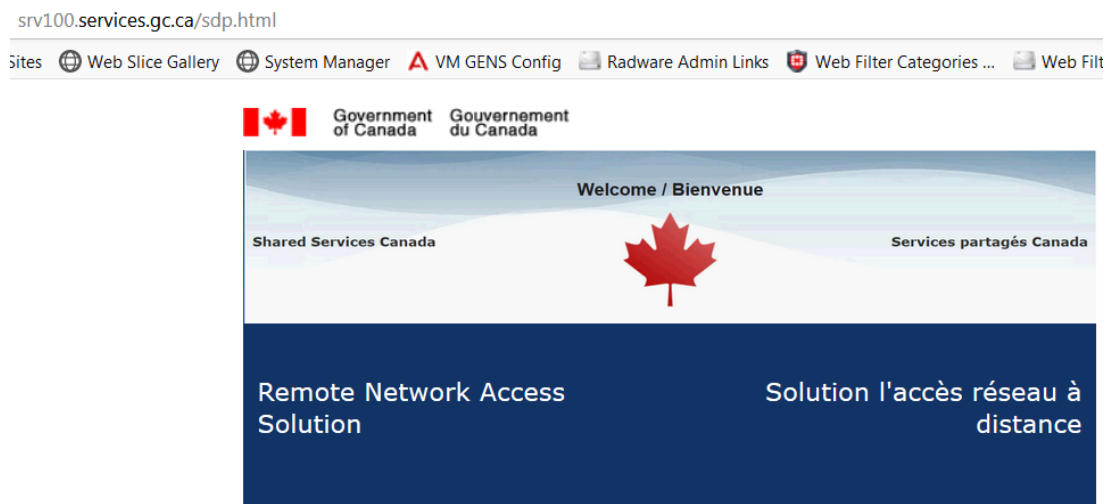 srv100.services.gc.ca/sdp.html
Sites Web Slice Gallery System Manager VM GENS Config Radware Admin Links Web Filter Categories ... Web Filt
Government Gouvernement
of Canada du Canada
Welcome / Bienvenue
Shared Services Canada Services partagés Canada
Remote Network Access Solution l'accès réseau à
Solution distance